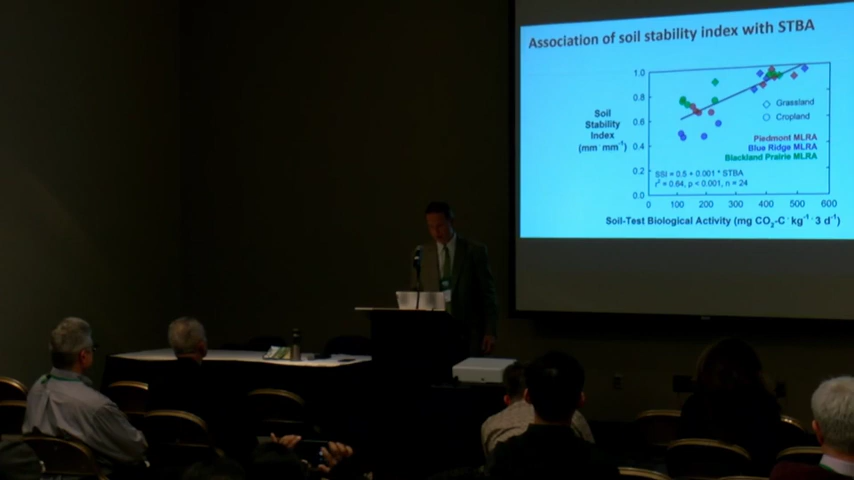 Association of soil stability index with STBA
1.0
0.8
0.6
0.4
0.2
0.0
Soil
Stability
Index
(mm mm⁻¹)
Grassland
Cropland
Piedmont MLRA
Blue Ridge MLRA
Blackland Prairie MLRA
SSI = 0.5 + 0.001 * STBA
r² = 0.64, p < 0.001, n = 24
0 100 200 300 400 500 600
Soil-Test Biological Activity (mg CO₂-C · kg⁻¹ · 3 d⁻¹)